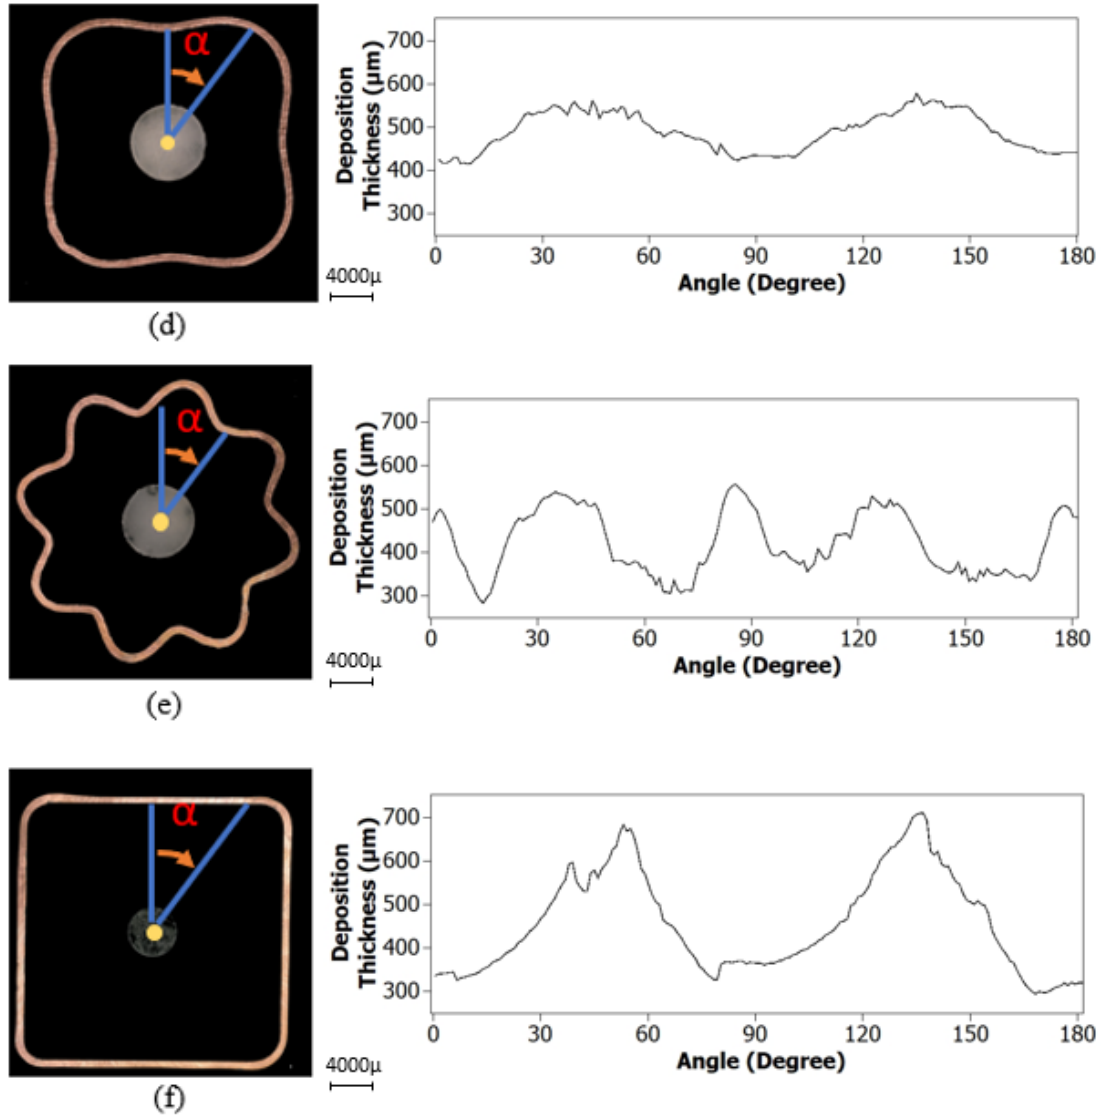 α
Deposition
Thickness (µm)
700
600
500
400
300
0 30 60 90 120 150 180
Angle (Degree)
4000µ
(d)
α
Deposition
Thickness (µm)
700
600
500
400
300
0 30 60 90 120 150 180
Angle (Degree)
4000µ
(e)
α
Deposition
Thickness (µm)
700
600
500
400
300
0 30 60 90 120 150 180
Angle (Degree)
4000µ
(f)